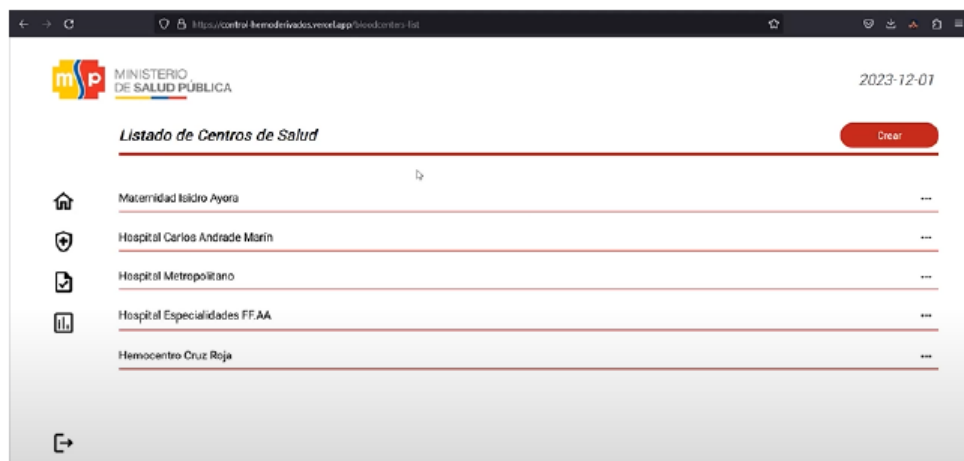 https://control-hemoderivados.vercel.app/bloodcenters-list
msp
MINISTERIO
DE SALUD PÚBLICA
2023-12-01
Listado de Centros de Salud
Crear
Maternidad Isidro Ayora
Hospital Carlos Andrade Marín
Hospital Metropolitano
Hospital Especialidades FF.AA
Hemocentro Cruz Roja